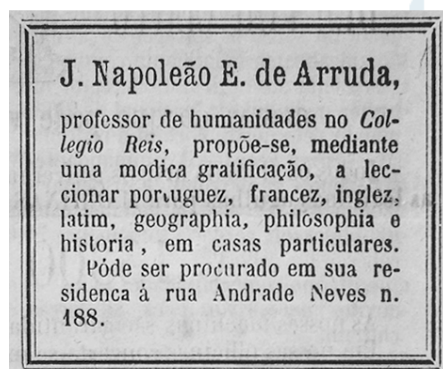 J. Napoleão E. de Arruda,
professor de humanidades no Col-
legio Reis, propõe-se, mediante
uma modica gratificação, a lec-
cionar poruguez, francez, inglez,
latim, geographia, philosophia e
historia , em casas particulares.
Póde ser procurado em sua re-
sidenca á rua Andrade Neves n.
188.